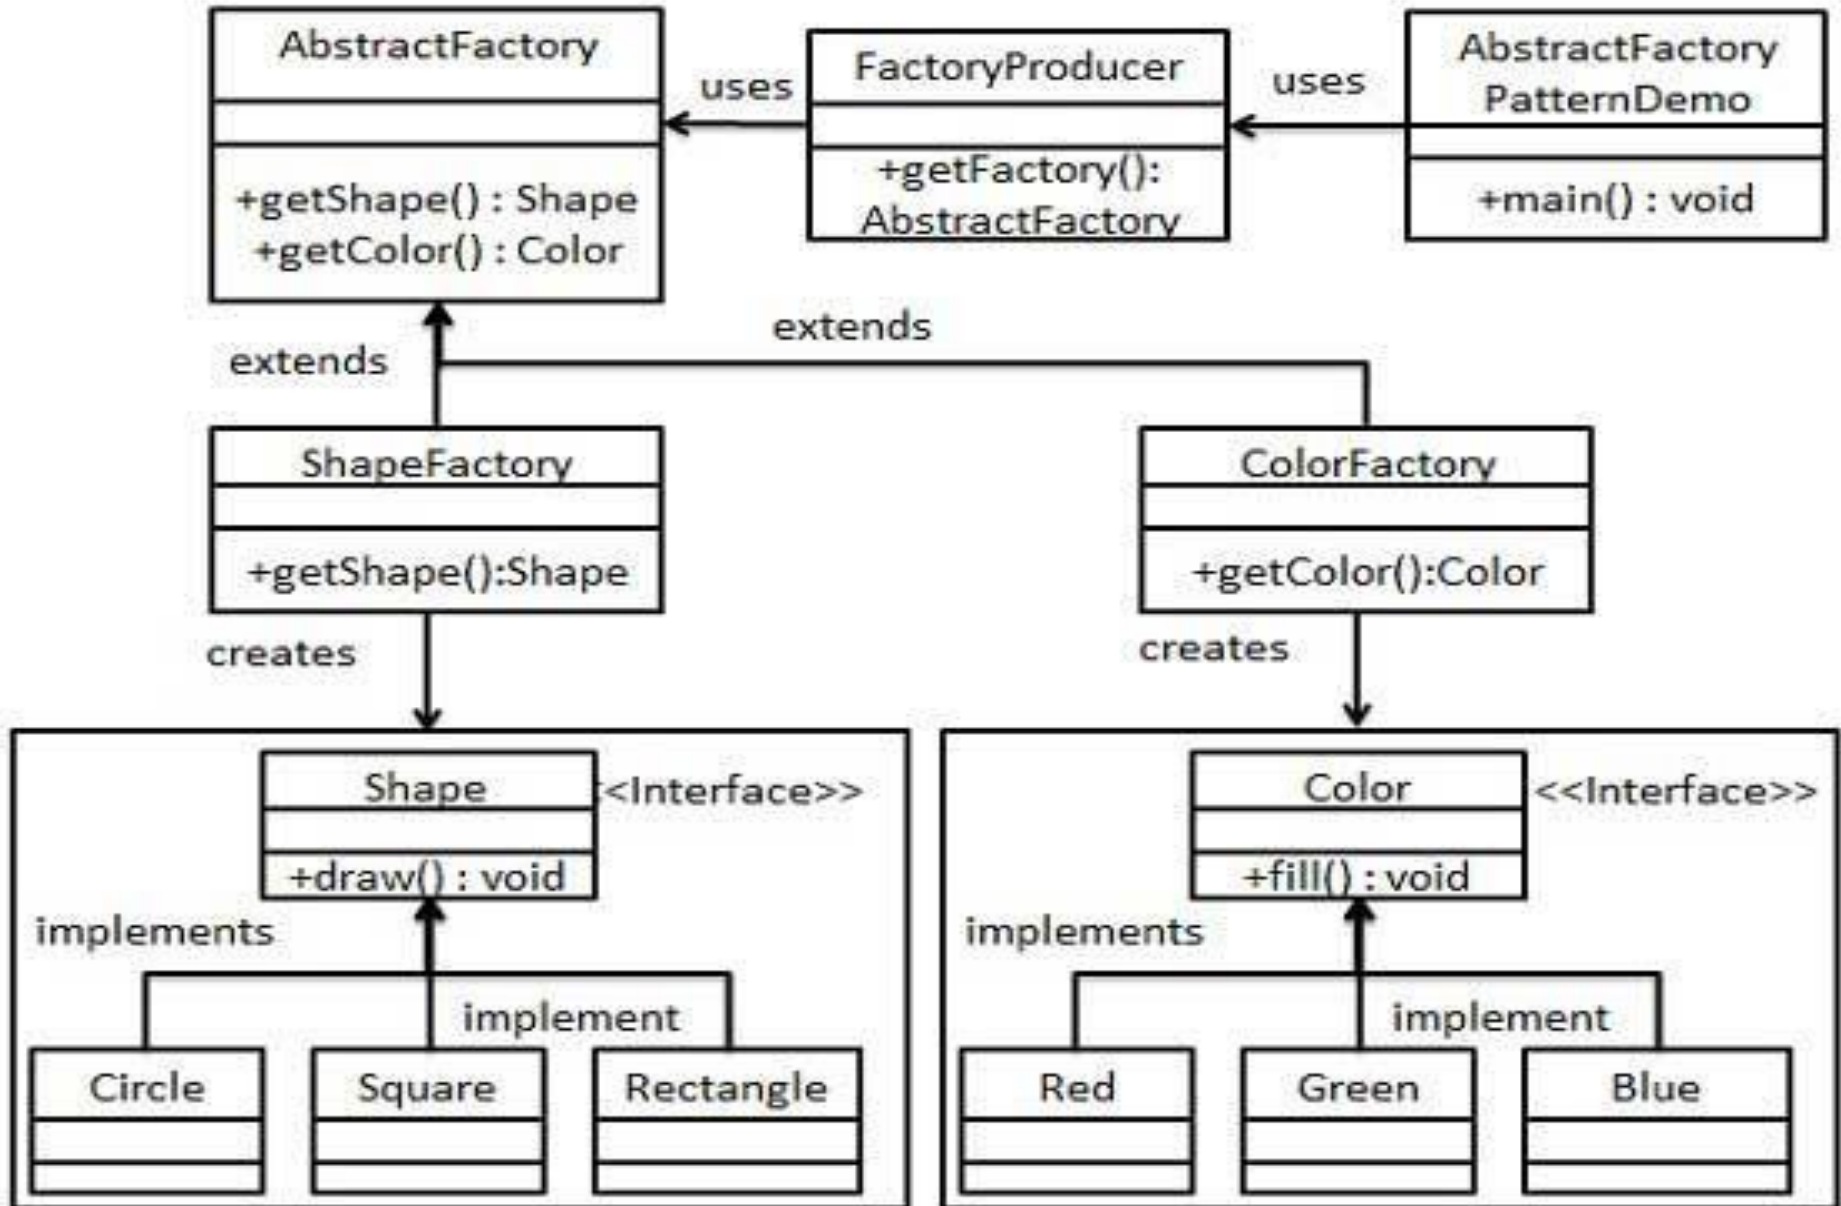 AbstractFactory
+getShape() : Shape
+getColor() : Color
uses
FactoryProducer
+getFactory():
AbstractFactory
uses
AbstractFactory
PatternDemo
+main() : void
extends
extends
ShapeFactory
+getShape():Shape
ColorFactory
+getColor():Color
creates
creates
Shape
<<Interface>>
+draw() : void
implements
implement
Circle
Square
Rectangle
Color
<<Interface>>
+fill() : void
implements
implement
Red
Green
Blue